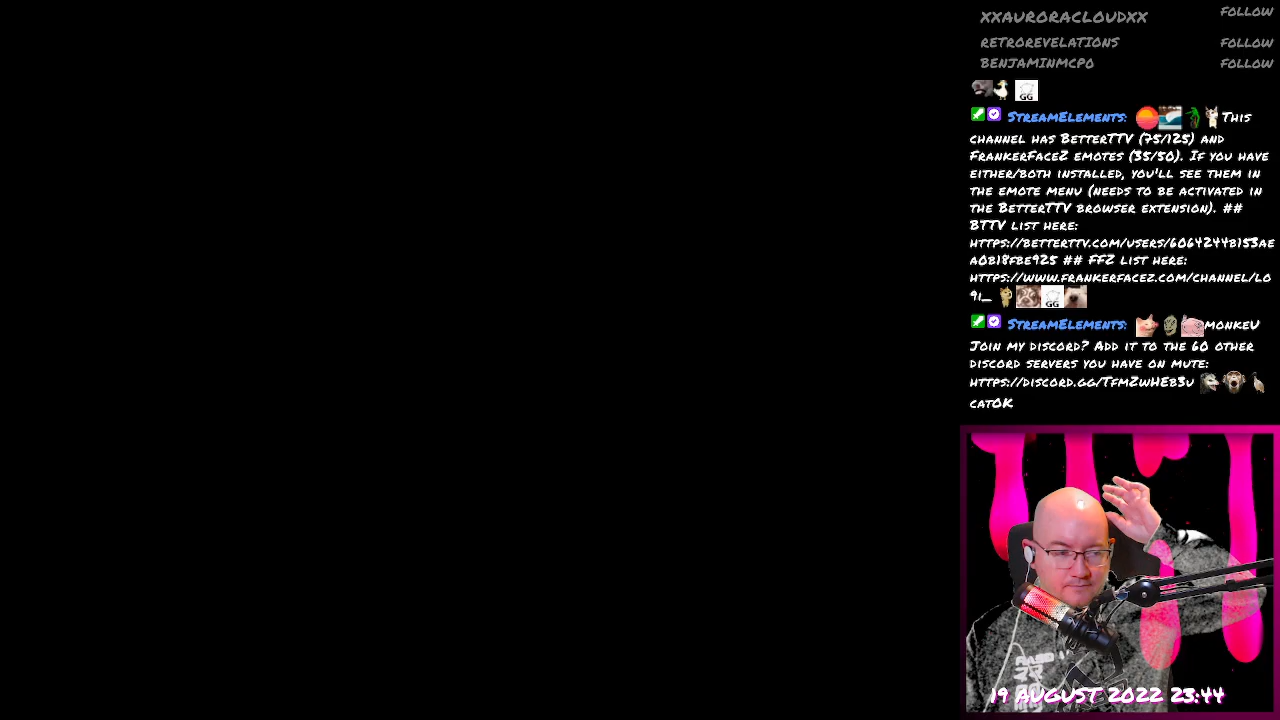 xxAuroraCloudxx Follow
RetroRevelations Follow
BenjaminMcPo Follow
GG
StreamElements: This
channel has BetterTTV (75/125) and
FrankerFaceZ emotes (35/50). If you have
either/both installed, you'll see them in
the emote menu (needs to be activated in
the BetterTTV browser extension). ##
BTTV list here:
https://betterttv.com/users/6064244b153ae
a0b18fbe925 ## FFZ list here:
https://www.frankerfacez.com/channel/lo
9i_ GG
StreamElements: monkeU
Join my discord? Add it to the 60 other
discord servers you have on mute:
https://discord.gg/TfmZwHEb3u
catOK
19 August 2022 23:44